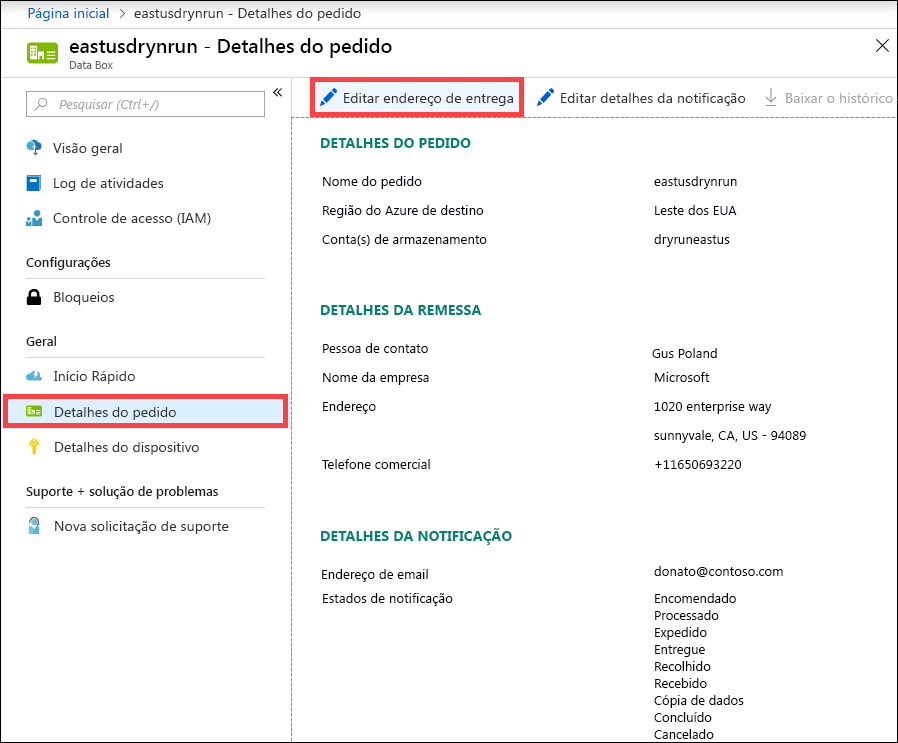 Página inicial > eastusdrynrun - Detalhes do pedido
eastusdrynrun - Detalhes do pedido
Data Box
Pesquisar (Ctrl+/)
Visão geral
Log de atividades
Controle de acesso (IAM)
Configurações
Bloqueios
Geral
Início Rápido
Detalhes do pedido
Detalhes do dispositivo
Suporte + solução de problemas
Nova solicitação de suporte
Editar endereço de entrega
Editar detalhes da notificação
Baixar o histórico
DETALHES DO PEDIDO
Nome do pedido eastusdrynrun
Região do Azure de destino Leste dos EUA
Conta(s) de armazenamento dryruneastus
DETALHES DA REMESSA
Pessoa de contato Gus Poland
Nome da empresa Microsoft
Endereço 1020 enterprise way
sunnyvale, CA, US - 94089
Telefone comercial +11650693220
DETALHES DA NOTIFICAÇÃO
Endereço de email donato@contoso.com
Estados de notificação Encomendado
Processado
Expedido
Entregue
Recolhido
Recebido
Cópia de dados
Concluído
Cancelado